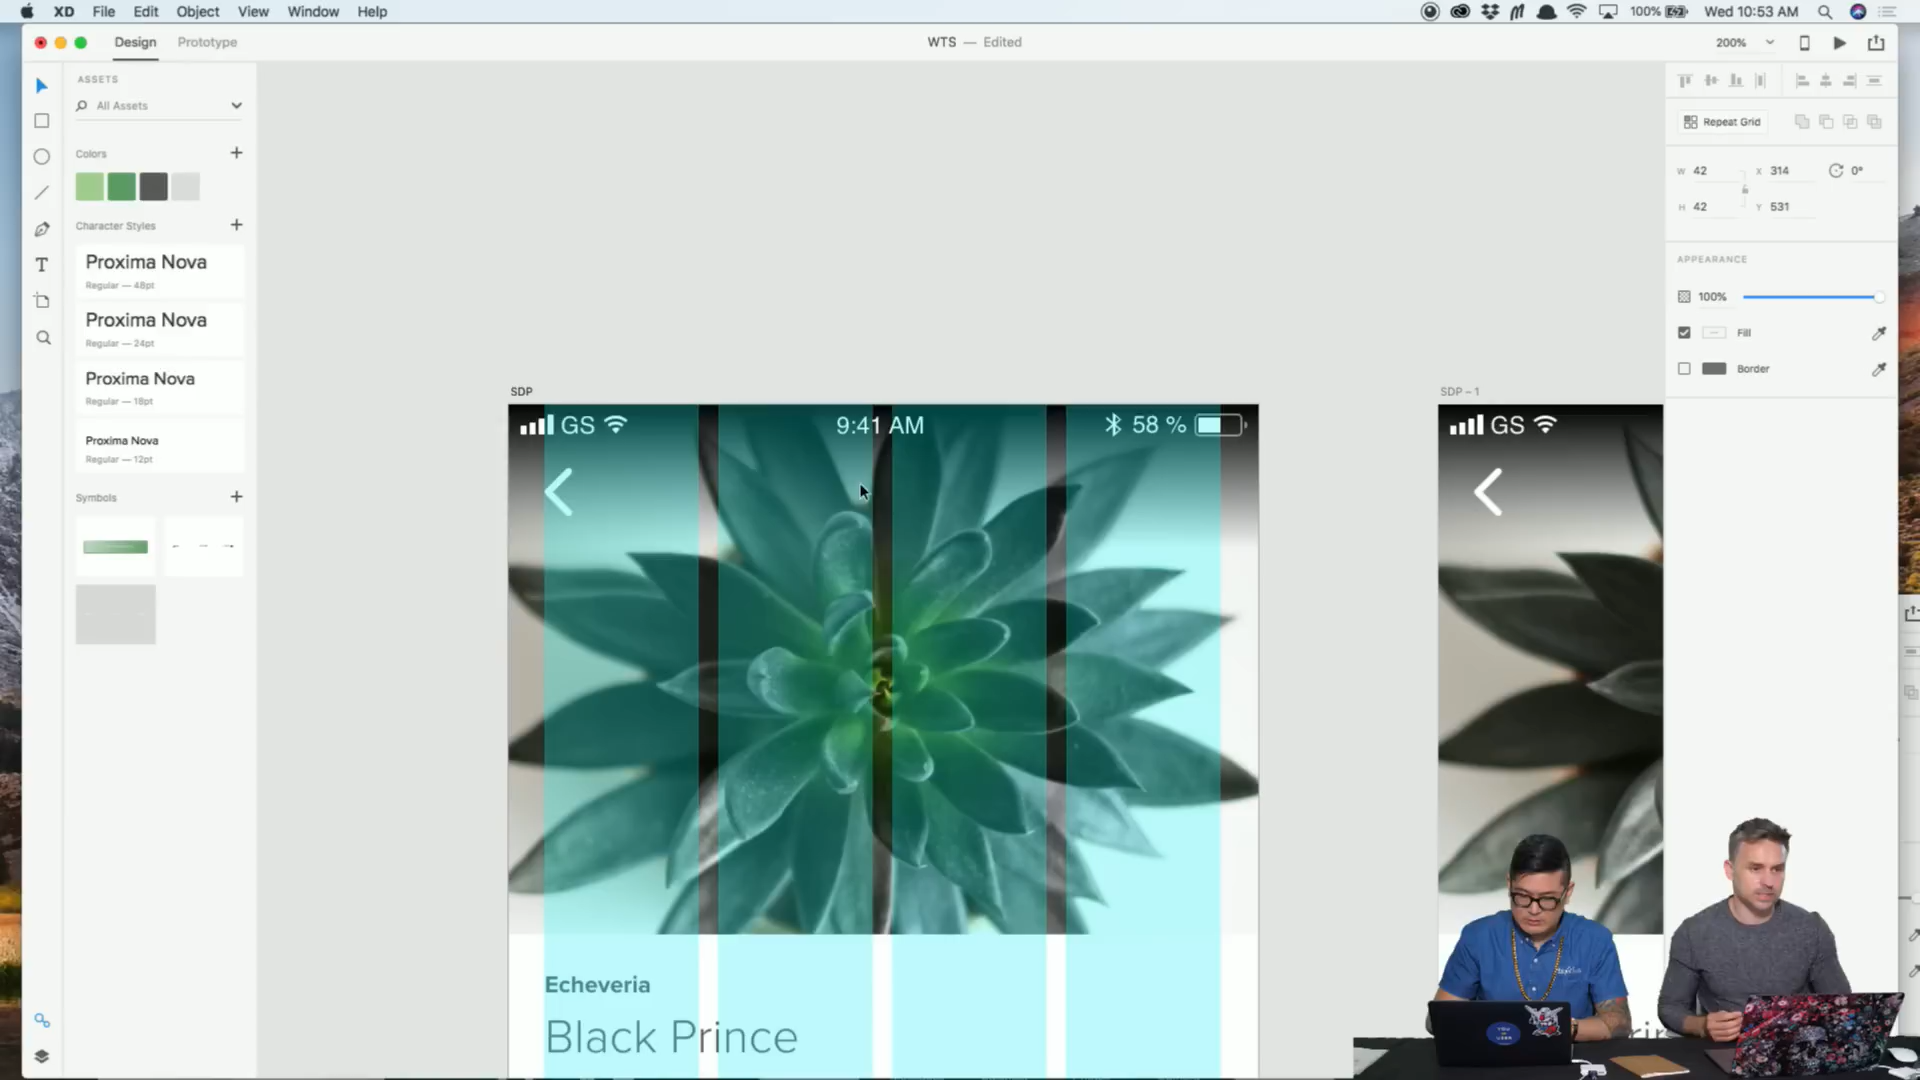 XD File Edit Object View Window Help
100% Wed 10:53 AM
Design Prototype
WTS — Edited
200%
ASSETS
All Assets
Colors
Character Styles
Proxima Nova
Regular — 48pt
Proxima Nova
Regular — 24pt
Proxima Nova
Regular — 18pt
Proxima Nova
Regular — 12pt
Symbols
SDP
GS 9:41 AM 58 %
Echeveria
Black Prince
SDP – 1
GS
Repeat Grid
W 42 X 314 0°
H 42 Y 531
APPEARANCE
100%
Fill
Border